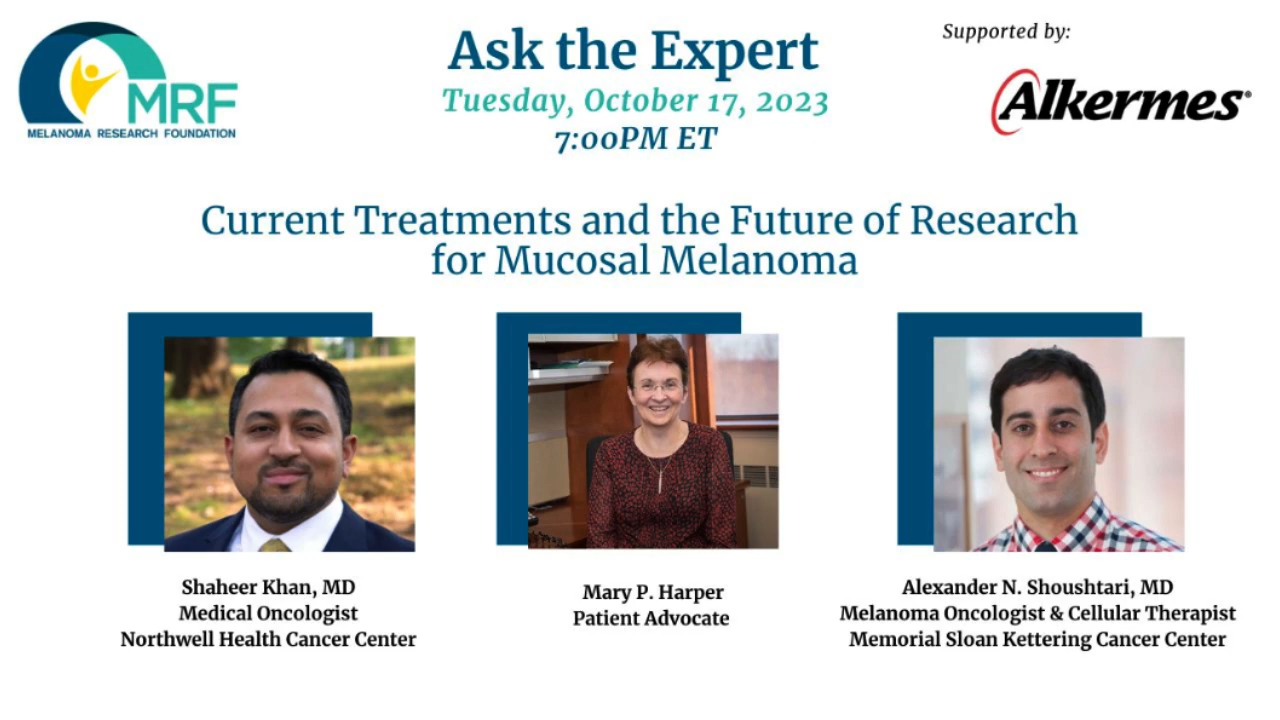 MRF
MELANOMA RESEARCH FOUNDATION
Ask the Expert
Tuesday, October 17, 2023
7:00PM ET
Supported by:
Alkermes®
Current Treatments and the Future of Research
for Mucosal Melanoma
Shaheer Khan, MD
Medical Oncologist
Northwell Health Cancer Center
Mary P. Harper
Patient Advocate
Alexander N. Shoushtari, MD
Melanoma Oncologist & Cellular Therapist
Memorial Sloan Kettering Cancer Center